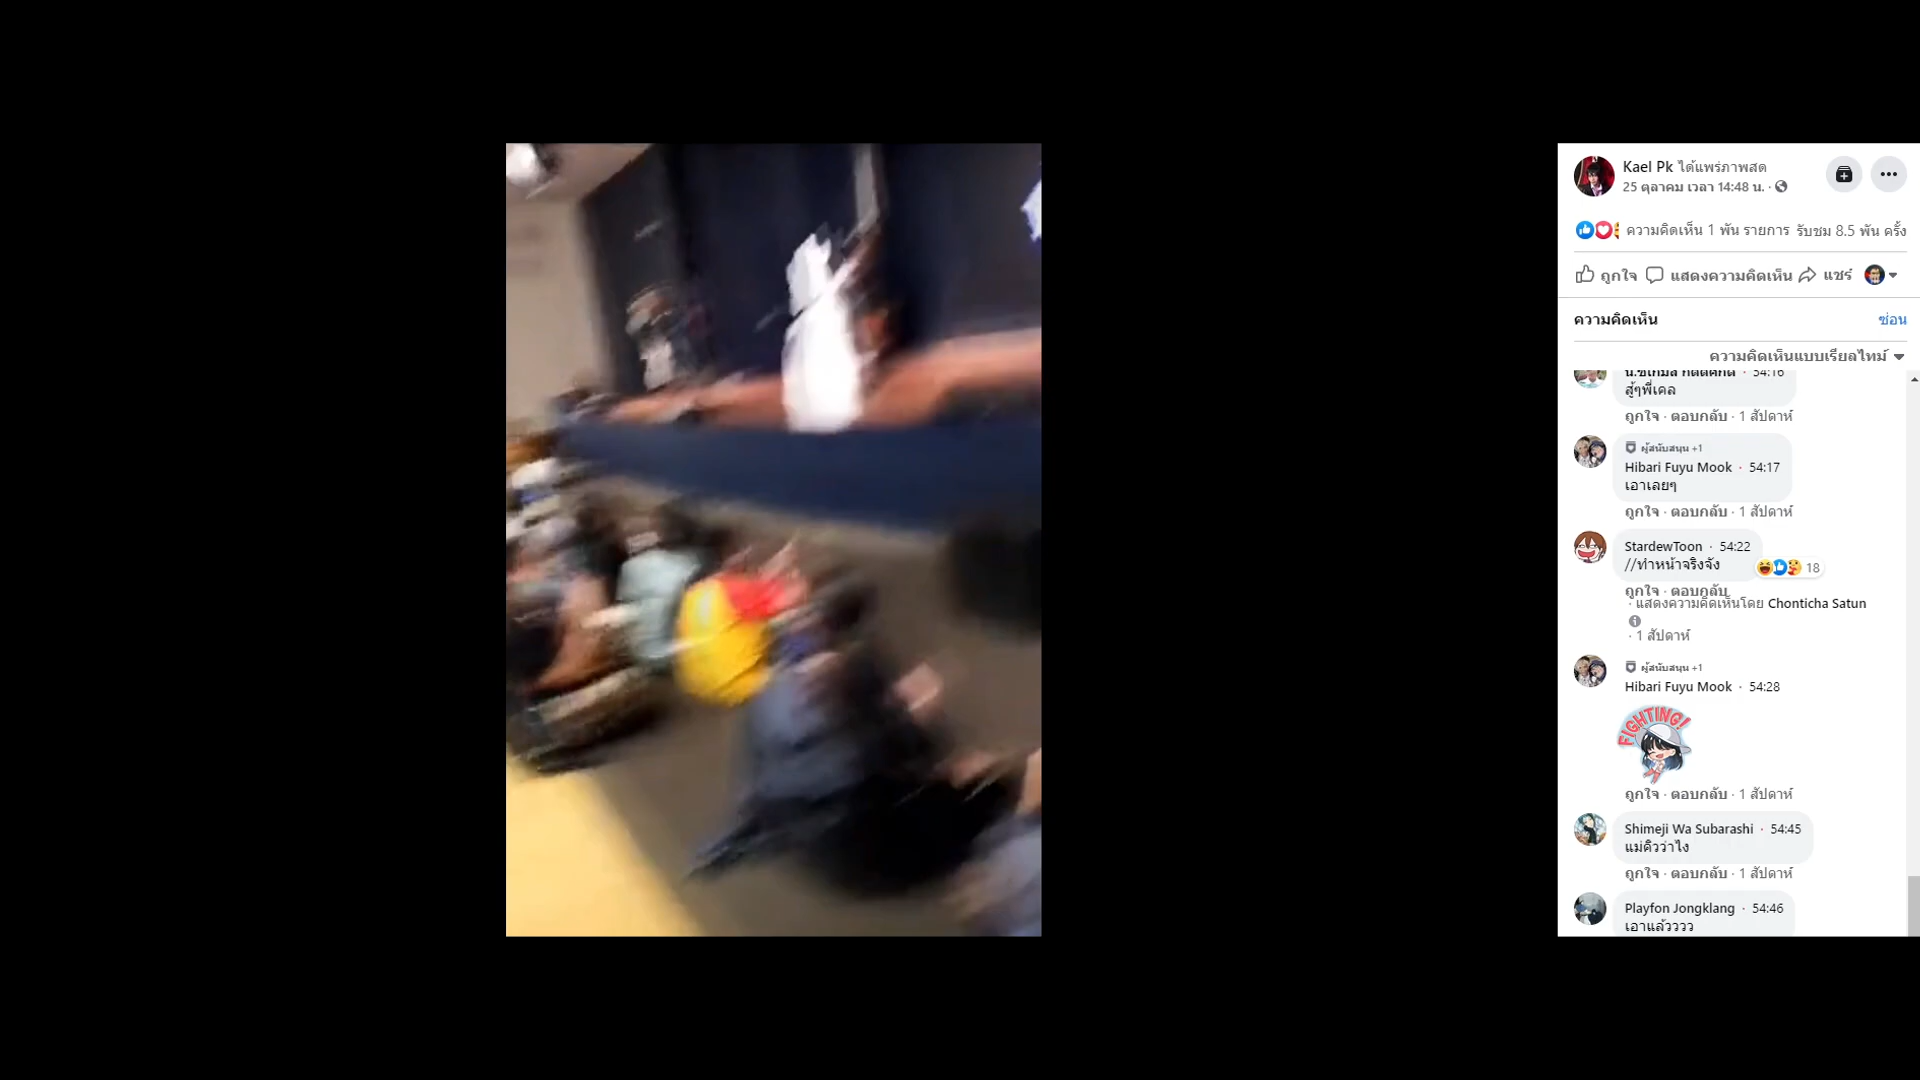 Kael Pk ได้แพร่ภาพสด
25 ตุลาคม เวลา 14:48 น. ·
ความคิดเห็น 1 พัน รายการ รับชม 8.5 พัน ครั้ง
ถูกใจ แสดงความคิดเห็น แชร์
ความคิดเห็น ซ่อน
ความคิดเห็นแบบเรียลไทม์
54:16
สู้ๆพี่เคล
ถูกใจ · ตอบกลับ · 1 สัปดาห์
ผู้สนับสนุน +1
Hibari Fuyu Mook · 54:17
เอาเลยๆ
ถูกใจ · ตอบกลับ · 1 สัปดาห์
StardewToon · 54:22
//ทำหน้าจริงจัง
18
ถูกใจ · ตอบกลับ
· แสดงความคิดเห็นโดย Chonticha Satun
· 1 สัปดาห์
ผู้สนับสนุน +1
Hibari Fuyu Mook · 54:28
FIGHTING!
ถูกใจ · ตอบกลับ · 1 สัปดาห์
Shimeji Wa Subarashi · 54:45
แม่คิวว่าไง
ถูกใจ · ตอบกลับ · 1 สัปดาห์
Playfon Jongklang · 54:46
เอาแล้วววว